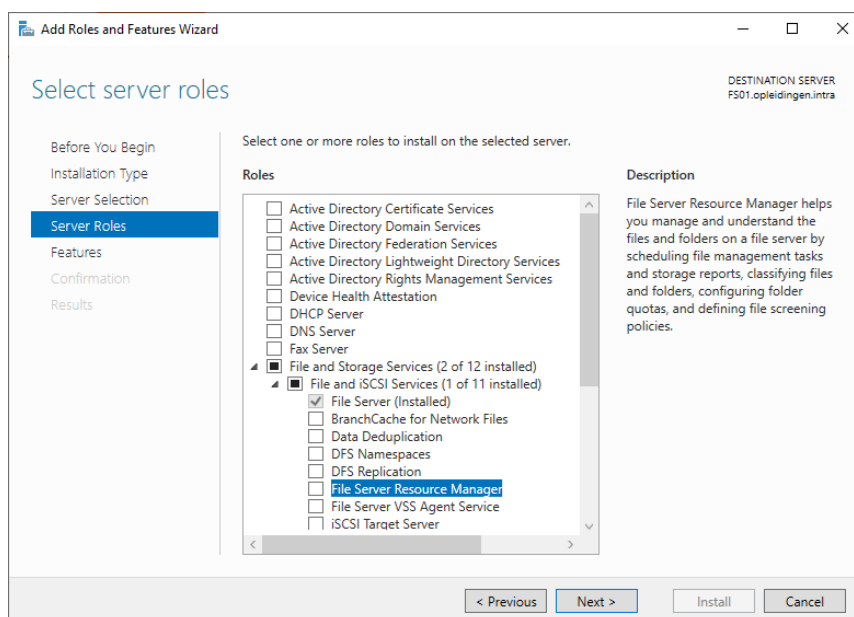 Add Roles and Features Wizard
Select server roles
DESTINATION SERVER
FS01.opleidingen.intra
Before You Begin
Installation Type
Server Selection
Server Roles
Features
Confirmation
Results
Select one or more roles to install on the selected server.
Roles
Active Directory Certificate Services
Active Directory Domain Services
Active Directory Federation Services
Active Directory Lightweight Directory Services
Active Directory Rights Management Services
Device Health Attestation
DHCP Server
DNS Server
Fax Server
File and Storage Services (2 of 12 installed)
File and iSCSI Services (1 of 11 installed)
File Server (Installed)
BranchCache for Network Files
Data Deduplication
DFS Namespaces
DFS Replication
File Server Resource Manager
File Server VSS Agent Service
iSCSI Target Server
Description
File Server Resource Manager helps
you manage and understand the
files and folders on a file server by
scheduling file management tasks
and storage reports, classifying files
and folders, configuring folder
quotas, and defining file screening
policies.
< Previous
Next >
Install
Cancel